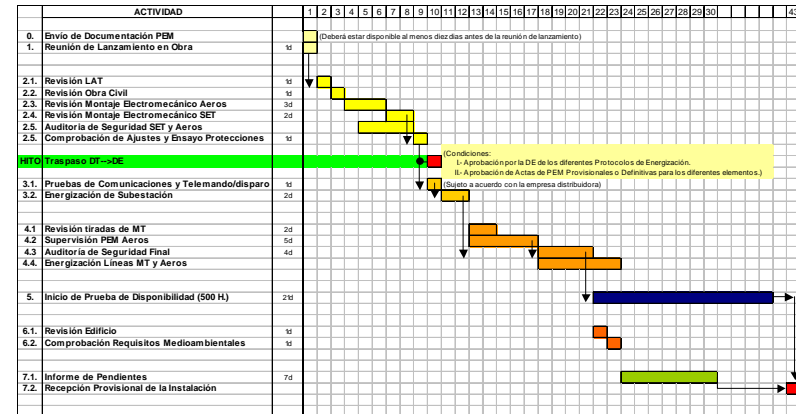 ACTIVIDAD 1 2 3 4 5 6 7 8 9 10 11 12 13 14 15 16 17 18 19 20 21 22 23 24 25 26 27 28 29 30 43
0. Envío de Documentación PEM (Deberá estar disponible al menos diez dias antes de la reunión de lanzamiento)
1. Reunión de Lanzamiento en Obra 1d
2.1. Revisión LAT 1d
2.2. Revisión Obra Civil 1d
2.3. Revisión Montaje Electromecánico Aeros 3d
2.4. Revisión Montaje Electromecánico SET 2d
2.5. Auditoria de Seguridad SET y Aeros
2.5. Comprobación de Ajustes y Ensayo Protecciones 1d
(Condiciones:
HITO Traspaso DT-->DE I.- Aprobación por la DE de los diferentes Protocolos de Energización.
II.- Aprobación de Actas de PEM Provisionales o Definitivas para los diferentes elementos.)
3.1. Pruebas de Comunicaciones y Telemando/disparo 1d (Sujeto a acuerdo con la empresa distribuidora)
3.2. Energización de Subestación 2d
4.1 Revisión tiradas de MT 2d
4.2 Supervisión PEM Aeros 5d
4.3 Auditoría de Seguridad Final 4d
4.4. Energización Líneas MT y Aeros
5. Inicio de Prueba de Disponibilidad (500 H.) 21d
6.1. Revisión Edificio 1d
6.2. Comprobación Requisitos Medioambientales 1d
7.1. Informe de Pendientes 7d
7.2. Recepción Provisional de la Instalación